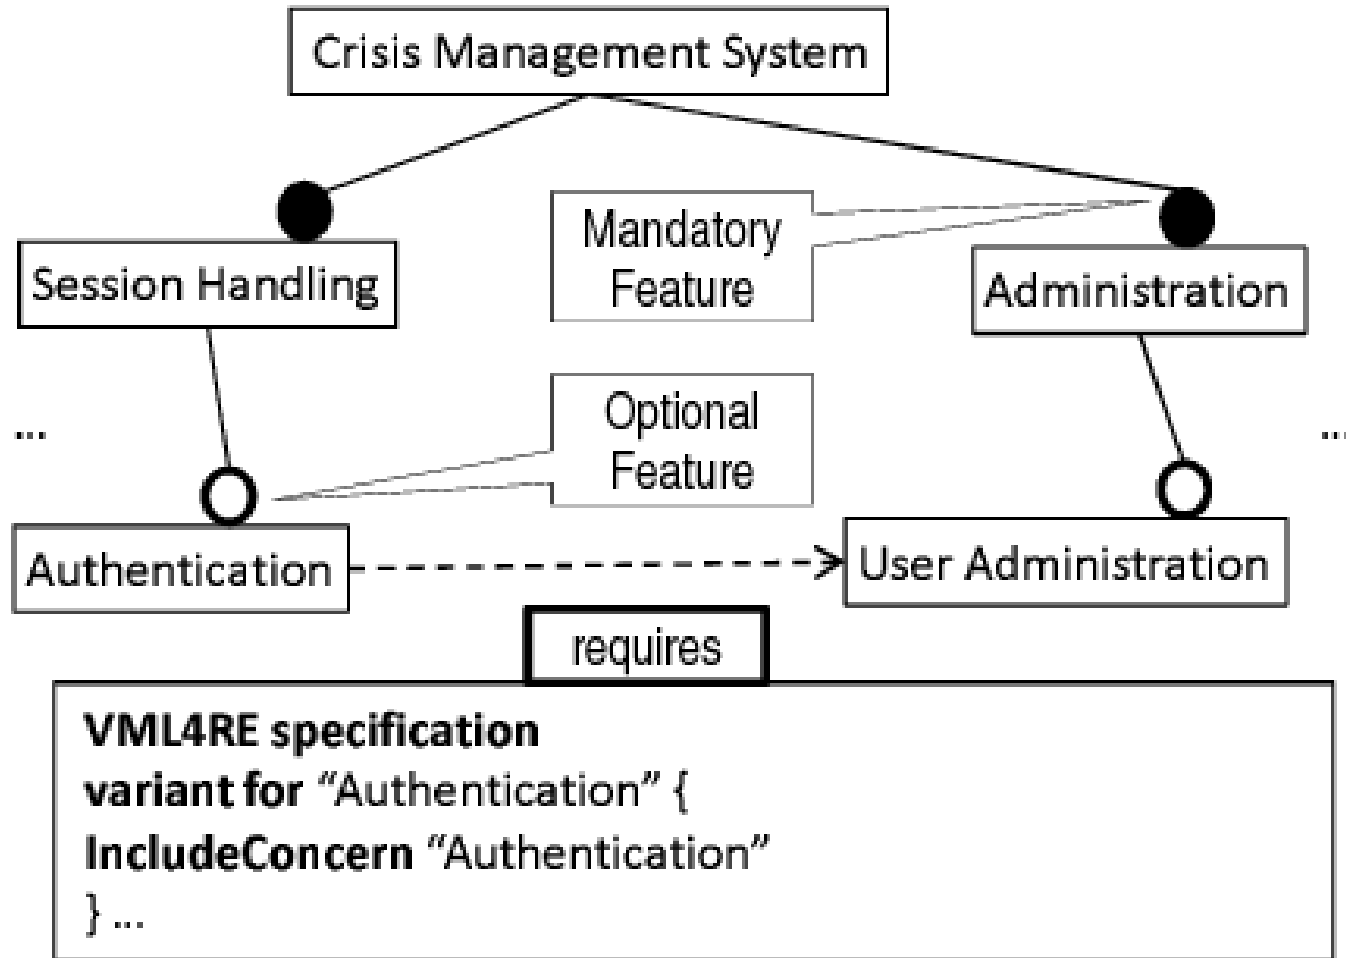 Crisis Management System
Mandatory
Feature
Session Handling
Administration
Optional
Feature
...
...
Authentication
User Administration
requires
VML4RE specification
variant for “Authentication” {
IncludeConcern “Authentication”
} ...